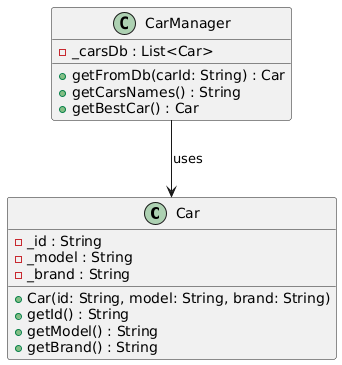 C CarManager
_carsDb : List<Car>
getFromDb(carId: String) : Car
getCarsNames() : String
getBestCar() : Car
uses
C Car
_id : String
_model : String
_brand : String
Car(id: String, model: String, brand: String)
getId() : String
getModel() : String
getBrand() : String